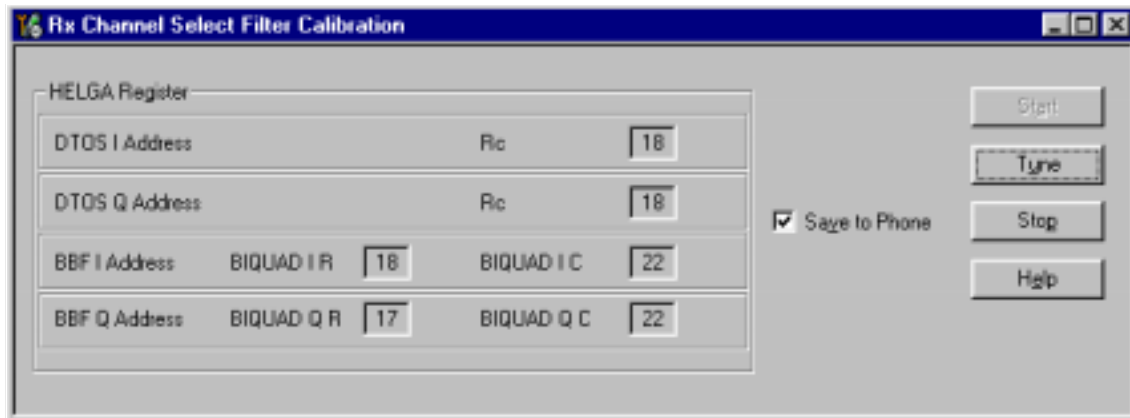 Rx Channel Select Filter Calibration
HELGA Register
DTOS I Address Rc 18
DTOS Q Address Rc 18
BBF I Address BIQUAD I R 18 BIQUAD I C 22
BBF Q Address BIQUAD Q R 17 BIQUAD Q C 22
Save to Phone
Start
Tune
Stop
Help